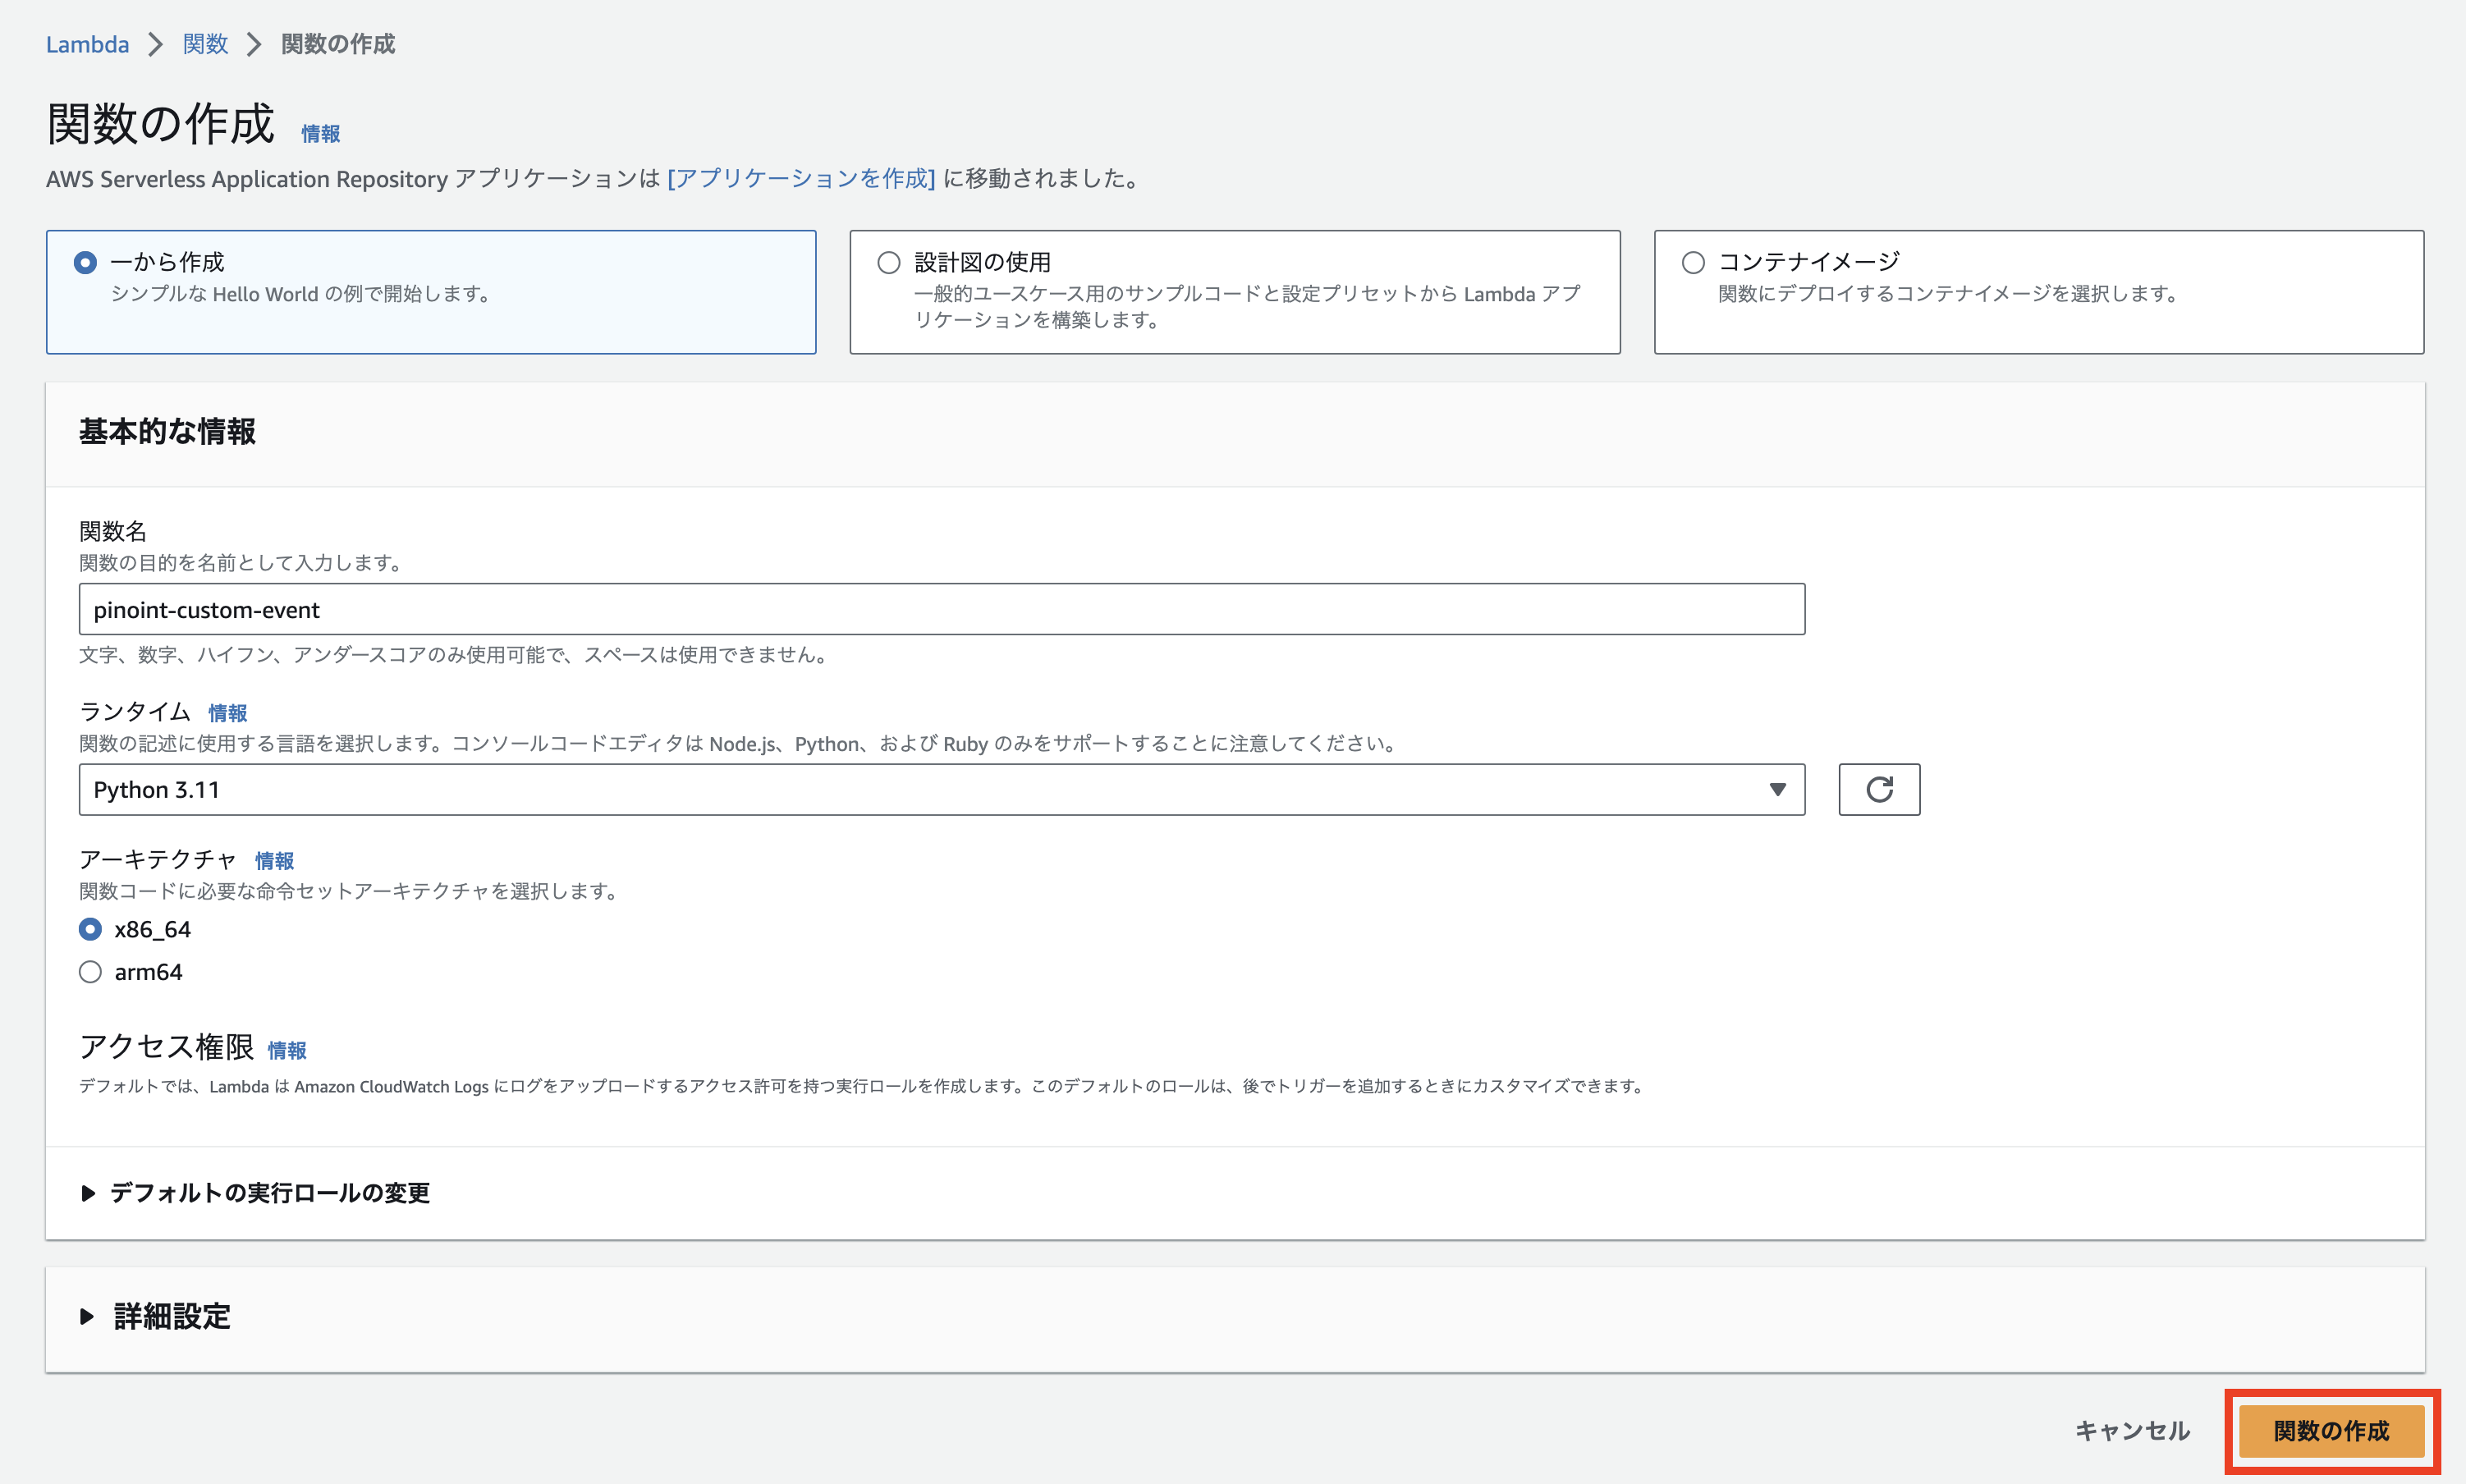 Lambda > 関数 > 関数の作成
関数の作成 情報
AWS Serverless Application Repository アプリケーションは [アプリケーションを作成] に移動されました。
一から作成
シンプルな Hello World の例で開始します。
設計図の使用
一般的ユースケース用のサンプルコードと設定プリセットから Lambda アプ
リケーションを構築します。
コンテナイメージ
関数にデプロイするコンテナイメージを選択します。
基本的な情報
関数名
関数の目的を名前として入力します。
pinoint-custom-event
文字、数字、ハイフン、アンダースコアのみ使用可能で、スペースは使用できません。
ランタイム 情報
関数の記述に使用する言語を選択します。コンソールコードエディタは Node.js、Python、および Ruby のみをサポートすることに注意してください。
Python 3.11
アーキテクチャ 情報
関数コードに必要な命令セットアーキテクチャを選択します。
x86_64
arm64
アクセス権限 情報
デフォルトでは、Lambda は Amazon CloudWatch Logs にログをアップロードするアクセス許可を持つ実行ロールを作成します。このデフォルトのロールは、後でトリガーを追加するときにカスタマイズできます。
デフォルトの実行ロールの変更
詳細設定
キャンセル
関数の作成